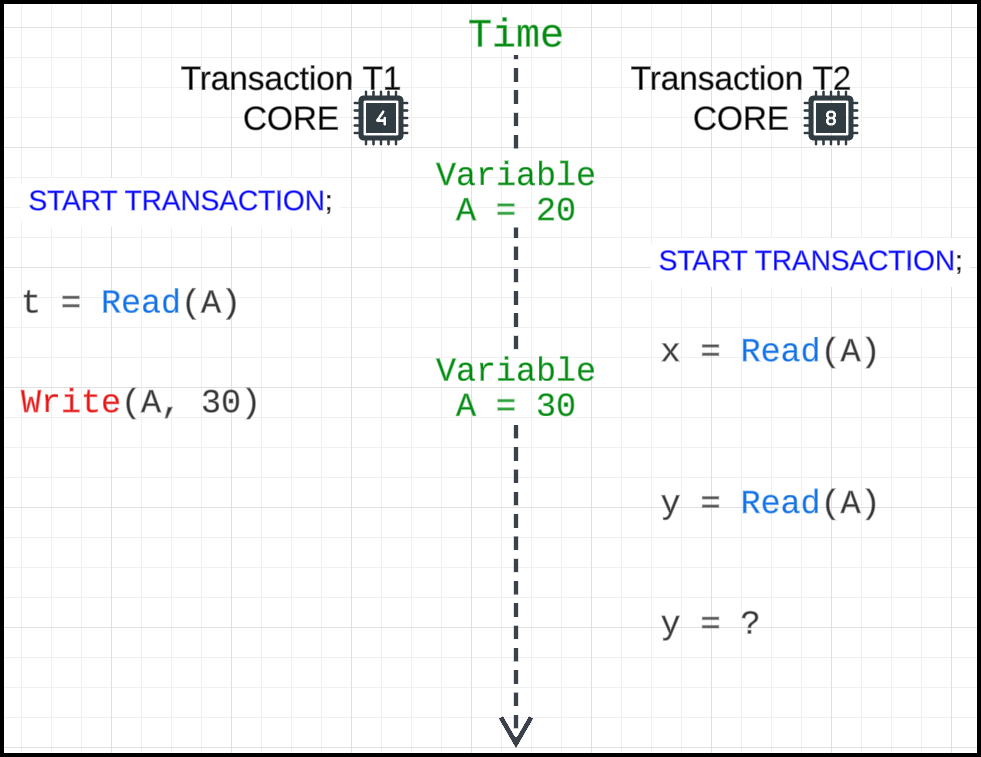 Time
Transaction T1
CORE 4
Transaction T2
CORE 8
Variable
A = 20
START TRANSACTION;
START TRANSACTION;
t = Read(A)
x = Read(A)
Variable
A = 30
Write(A, 30)
y = Read(A)
y = ?